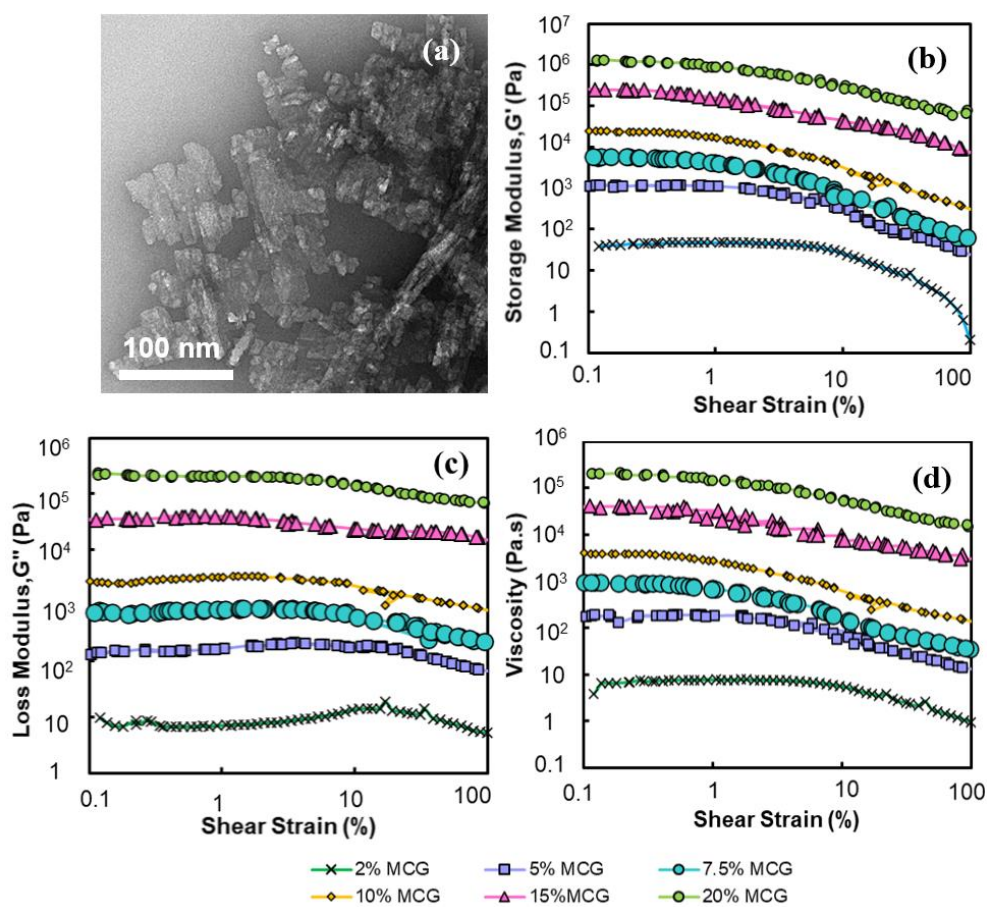 (a)
100 nm
(b)
Storage Modulus,G' (Pa)
10⁷
10⁶
10⁵
10⁴
10³
10²
10
1
0.1
0.1 1 10 100
Shear Strain (%)
(c)
Loss Modulus,G'' (Pa)
10⁶
10⁵
10⁴
10³
10²
10
1
0.1 1 10 100
Shear Strain (%)
(d)
Viscosity (Pa.s)
10⁶
10⁵
10⁴
10³
10²
10
1
0.1
0.1 1 10 100
Shear Strain (%)
2% MCG 5% MCG 7.5% MCG
10% MCG 15%MCG 20% MCG